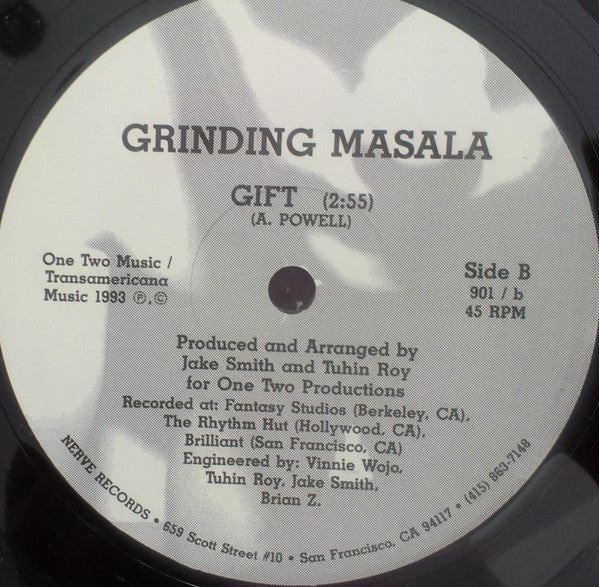 GRINDING MASALA
GIFT (2:55)
(A. POWELL)
One Two Music /
Transamericana
Music 1993 ℗, ©
Side B
901 / b
45 RPM
Produced and Arranged by
Jake Smith and Tuhin Roy
for One Two Productions
Recorded at: Fantasy Studios (Berkeley, CA),
The Rhythm Hut (Hollywood, CA),
Brilliant (San Francisco, CA)
Engineered by: Vinnie Wojo,
Tuhin Roy, Jake Smith,
Brian Z.
NERVE RECORDS • 659 Scott Street #10 • San Francisco, CA 94117 • (415) 863-7148